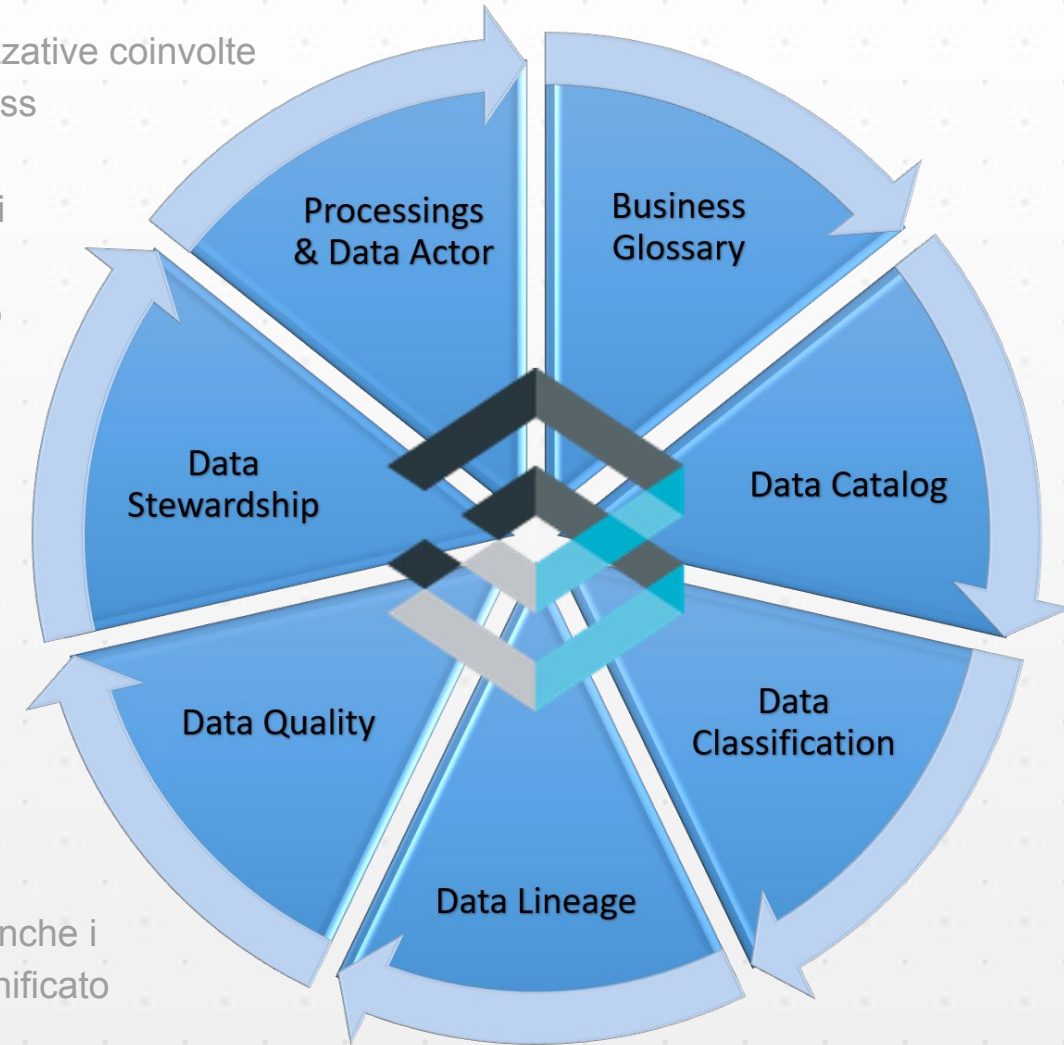 zative coinvolte
ss
i
Processings
& Data Actor
Business
Glossary
Data
Stewardship
Data Catalog
Data Quality
Data
Classification
Data Lineage
nche i
nificato